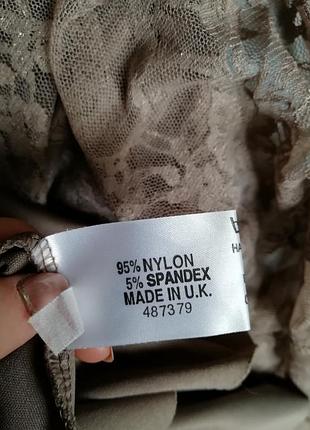 95% NYLON
5% SPANDEX
MADE IN U.K.
487379